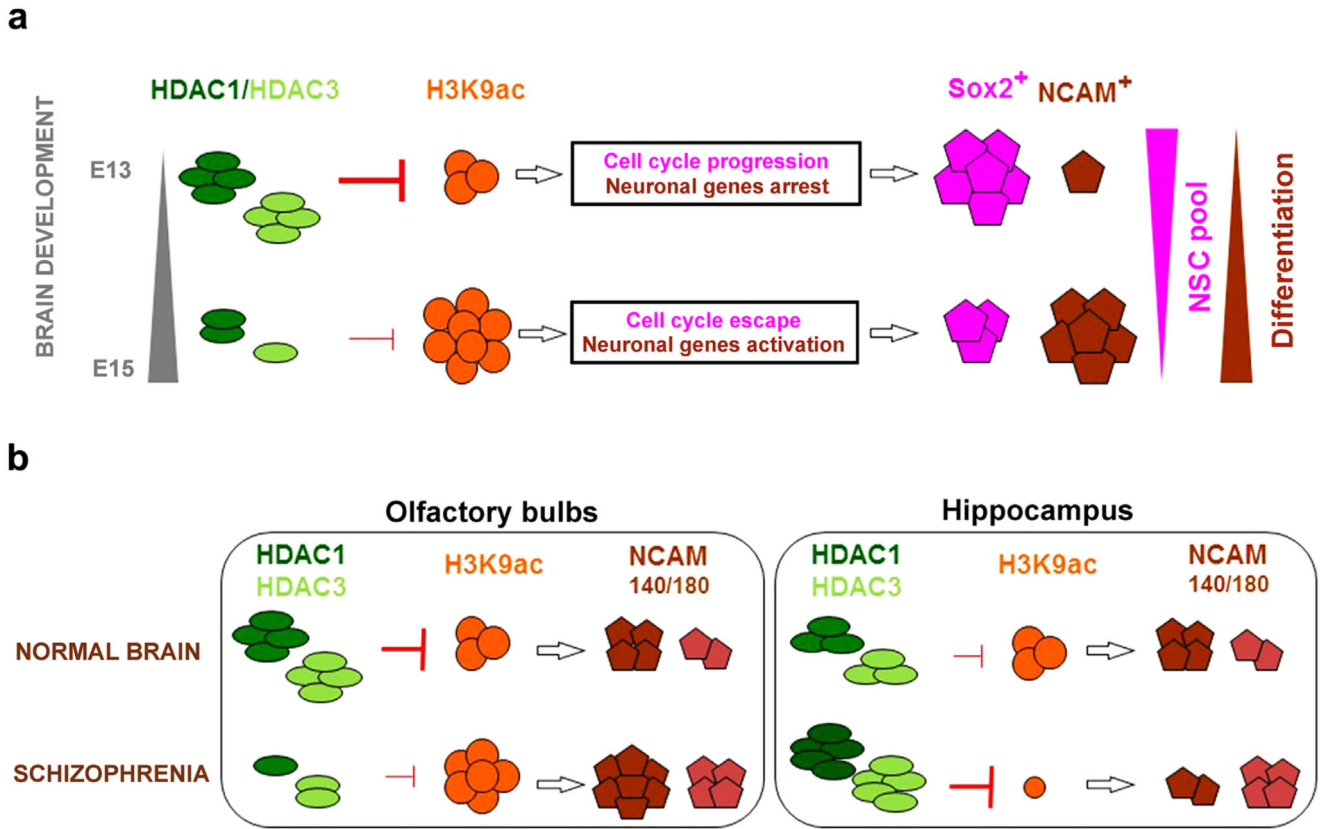 a
HDAC1/HDAC3
H3K9ac
Sox2+
NCAM+
BRAIN DEVELOPMENT
E13
Cell cycle progression
Neuronal genes arrest
NSC pool
Differentiation
E15
Cell cycle escape
Neuronal genes activation
b
Olfactory bulbs
Hippocampus
HDAC1
HDAC3
H3K9ac
NCAM
140/180
HDAC1
HDAC3
H3K9ac
NCAM
140/180
NORMAL BRAIN
SCHIZOPHRENIA